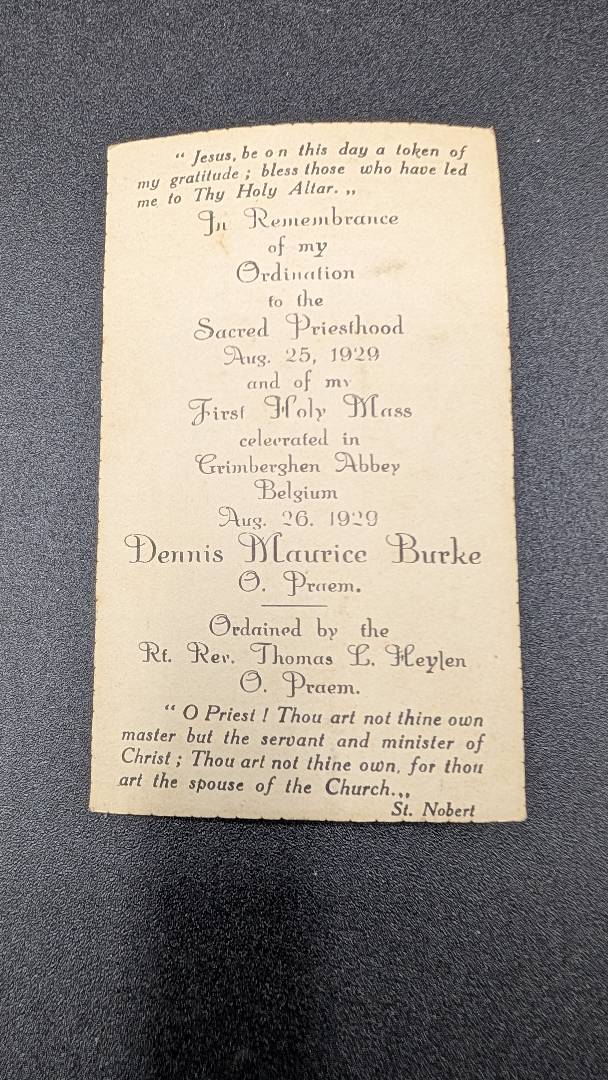 “ Jesus, be on this day a token of
my gratitude ; bless those who have led
me to Thy Holy Altar. „
In Remembrance
of my
Ordination
to the
Sacred Priesthood
Aug. 25, 1929
and of my
First Holy Mass
celecrated in
Grimberghen Abbey
Belgium
Aug. 26. 1929
Dennis Maurice Burke
O. Praem.
Ordained by the
Rt. Rev. Thomas L. Heylen
O. Praem.
“ O Priest ! Thou art not thine own
master but the servant and minister of
Christ ; Thou art not thine own, for thou
art the spouse of the Church..„
St. Nobert